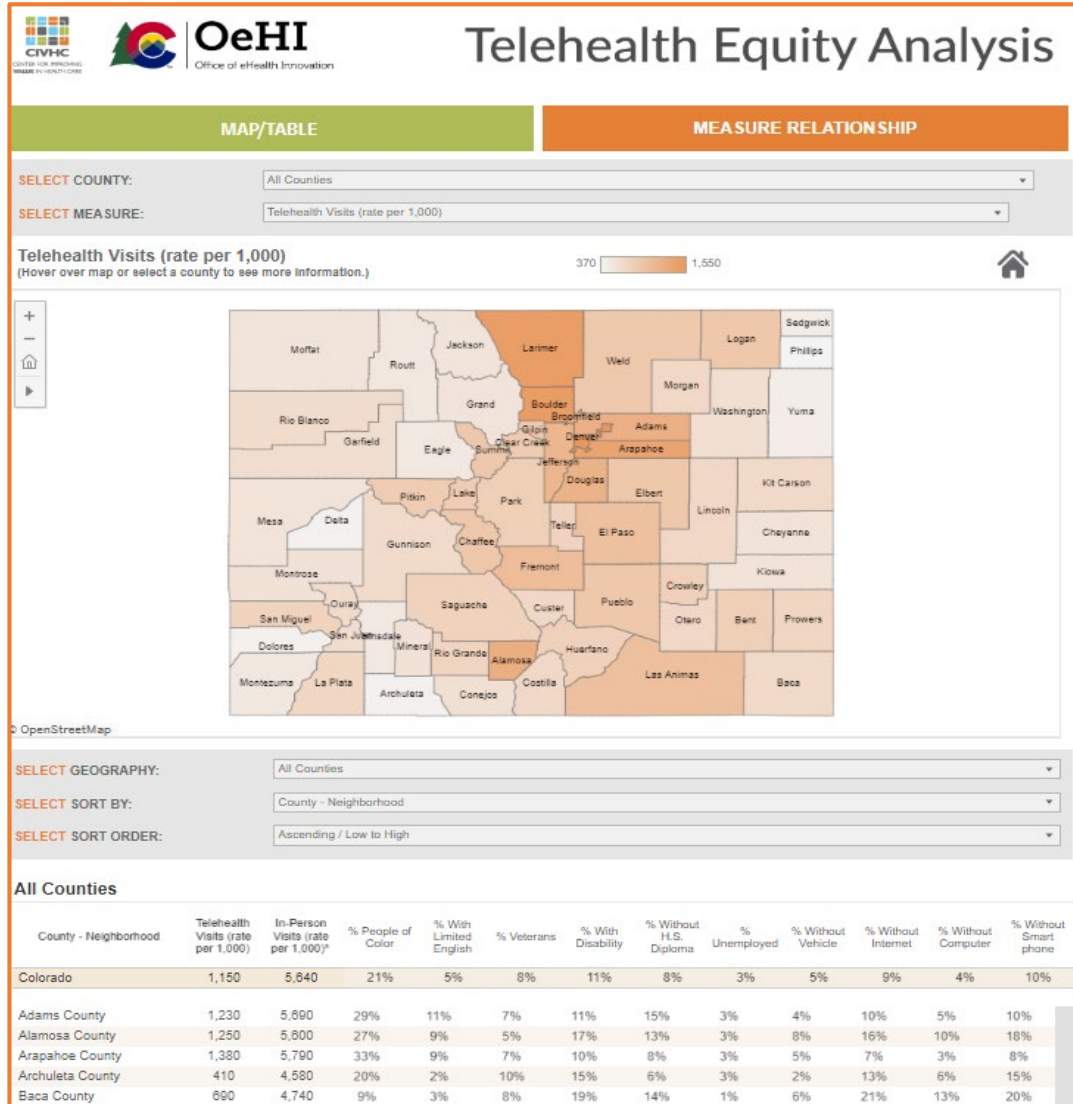 CIVHC
CENTER FOR IMPROVING
VALUE IN HEALTH CARE
OeHI
Office of eHealth Innovation
Telehealth Equity Analysis
MAP/TABLE
MEASURE RELATIONSHIP
SELECT COUNTY:
All Counties
SELECT MEASURE:
Telehealth Visits (rate per 1,000)
Telehealth Visits (rate per 1,000)
(Hover over map or select a county to see more information.)
370
1,550
Moffat
Routt
Jackson
Larimer
Weld
Logan
Sedgwick
Phillips
Morgan
Grand
Boulder
Broomfield
Washington
Yuma
Rio Blanco
Gilpin
Adams
Denver
Garfield
Eagle
Summit
Clear Creek
Arapahoe
Jefferson
Douglas
Elbert
Kit Carson
Pitkin
Lake
Park
Lincoln
Mesa
Delta
Teller
El Paso
Cheyenne
Gunnison
Chaffee
Fremont
Kiowa
Montrose
Crowley
Ouray
Saguache
Custer
Pueblo
San Miguel
Otero
Bent
Prowers
Dolores
San Juan
Hinsdale
Mineral
Rio Grande
Alamosa
Huerfano
Las Animas
Montezuma
La Plata
Archuleta
Conejos
Costilla
Baca
© OpenStreetMap
SELECT GEOGRAPHY:
All Counties
SELECT SORT BY:
County - Neighborhood
SELECT SORT ORDER:
Ascending / Low to High
All Counties
County - Neighborhood
Telehealth
Visits (rate
per 1,000)
In-Person
Visits (rate
per 1,000)*
% People of
Color
% With
Limited
English
% Veterans
% With
Disability
% Without
H.S.
Diploma
%
Unemployed
% Without
Vehicle
% Without
Internet
% Without
Computer
% Without
Smart
phone
Colorado 1,150 5,640 21% 5% 8% 11% 8% 3% 5% 9% 4% 10%
Adams County 1,230 5,690 29% 11% 7% 11% 15% 3% 4% 10% 5% 10%
Alamosa County 1,250 5,600 27% 9% 5% 17% 13% 3% 8% 16% 10% 18%
Arapahoe County 1,380 5,790 33% 9% 7% 10% 8% 3% 5% 7% 3% 8%
Archuleta County 410 4,580 20% 2% 10% 15% 6% 3% 2% 13% 6% 15%
Baca County 690 4,740 9% 3% 8% 19% 14% 1% 6% 21% 13% 20%